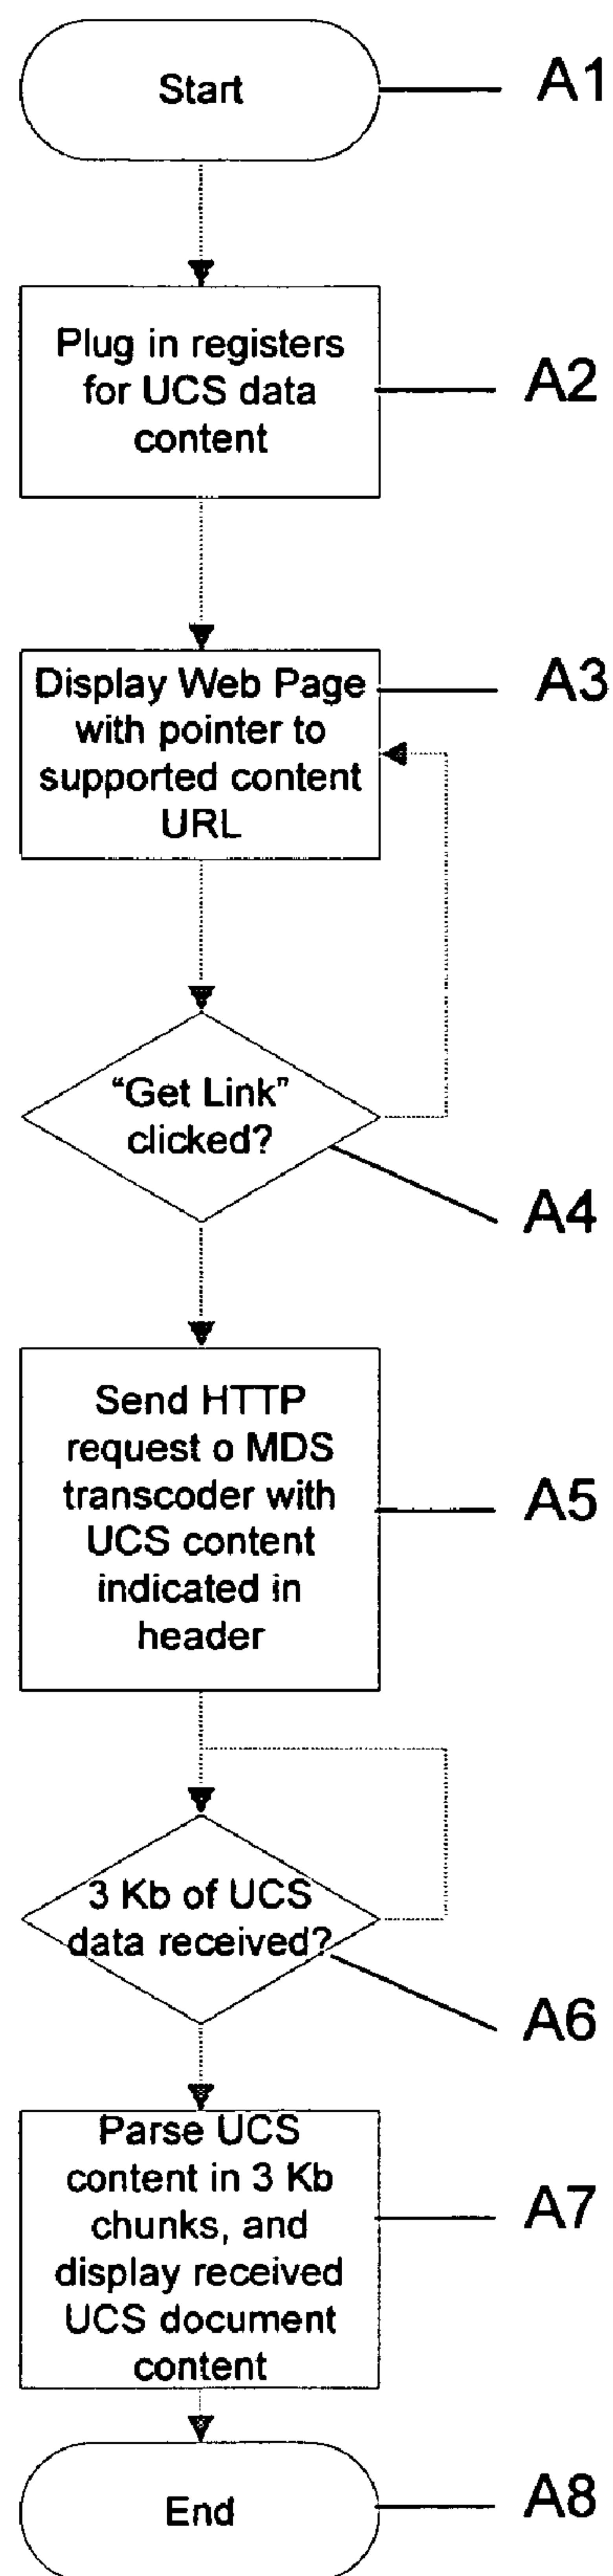 Start
A1
Plug in registers
for UCS data
content
A2
Display Web Page
with pointer to
supported content
URL
A3
“Get Link”
clicked?
A4
Send HTTP
request o MDS
transcoder with
UCS content
indicated in
header
A5
3 Kb of UCS
data received?
A6
Parse UCS
content in 3 Kb
chunks, and
display received
UCS document
content
A7
End
A8